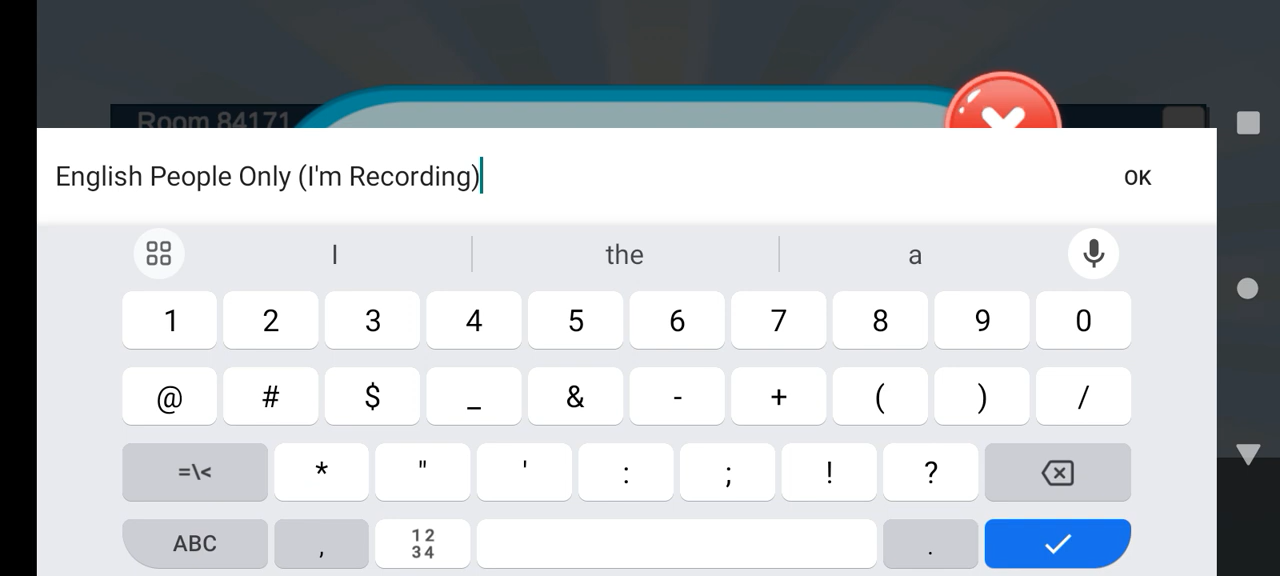 Room 84171
English People Only (I'm Recording)
OK
I the a
1 2 3 4 5 6 7 8 9 0
@ # $ _ & - + ( ) /
=\< * " ' : ; ! ?
ABC , 12 34 .